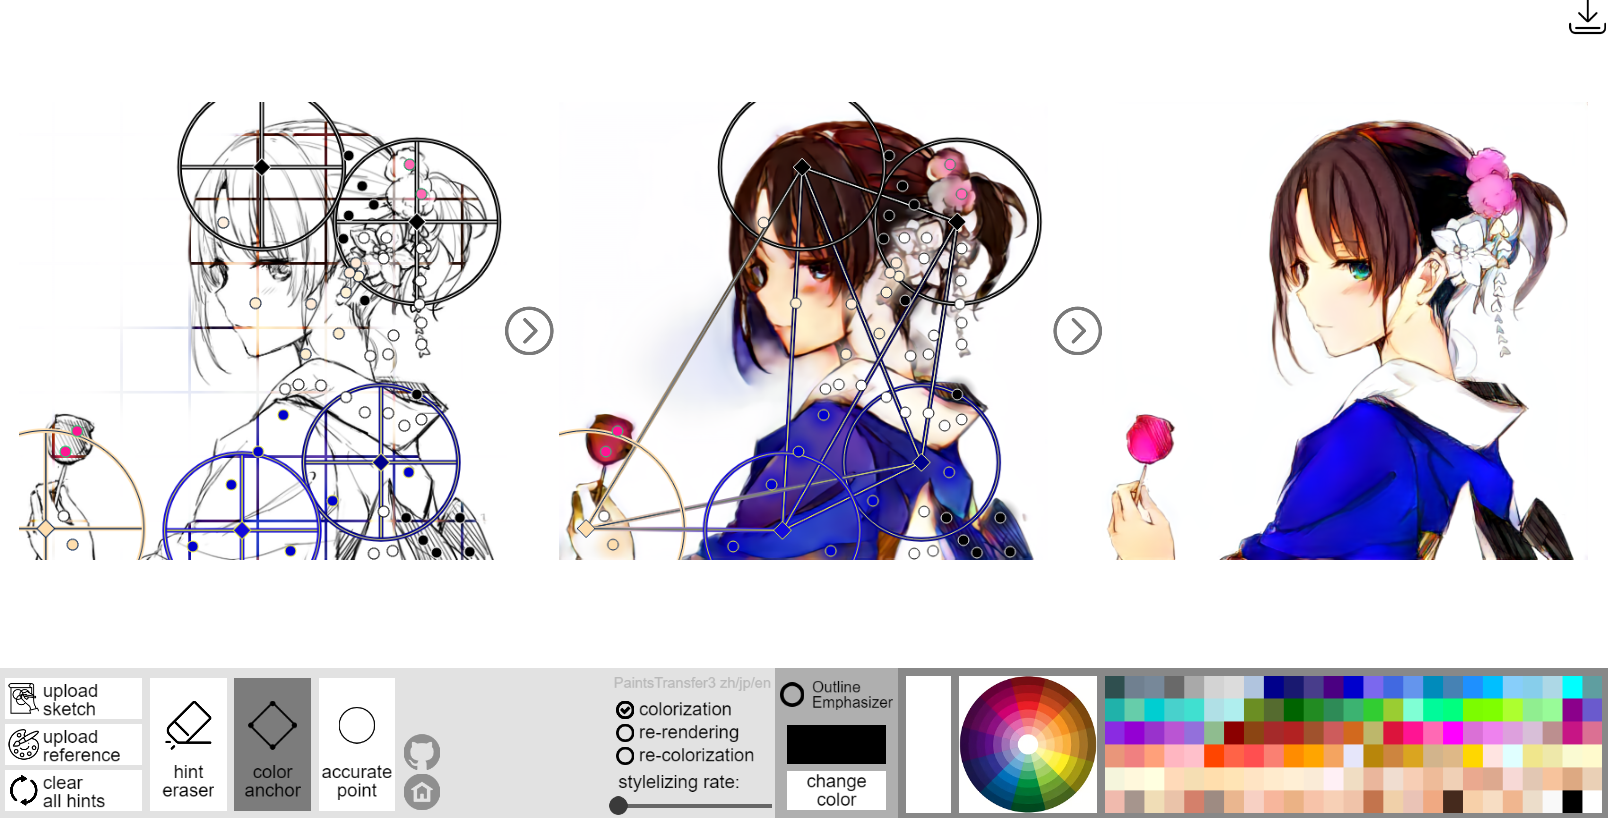 upload
sketch
upload
reference
clear
all hints
hint
eraser
color
anchor
accurate
point
PaintsTransfer3 zh/jp/en
colorization
re-rendering
re-colorization
stylelizing rate:
Outline
Emphasizer
change
color